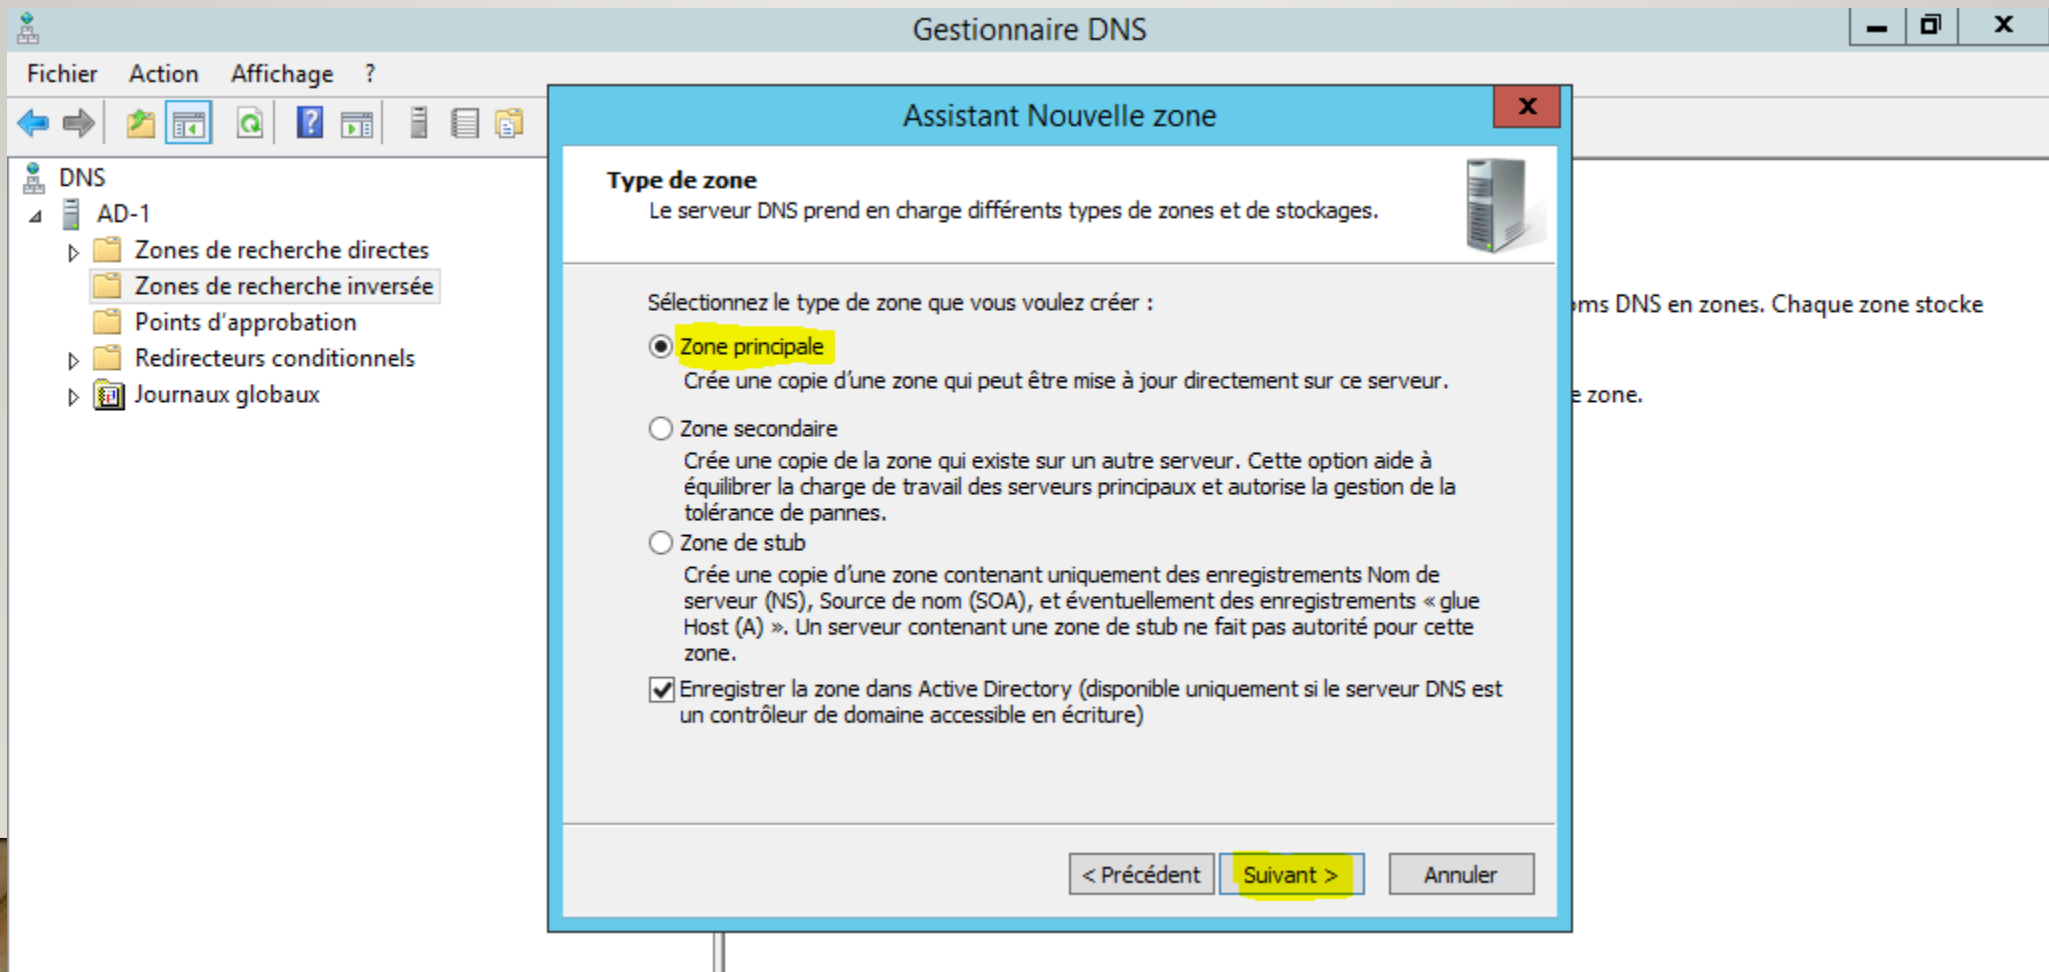 Gestionnaire DNS
Fichier Action Affichage ?
DNS
AD-1
Zones de recherche directes
Zones de recherche inversée
Points d'approbation
Redirecteurs conditionnels
Journaux globaux
Assistant Nouvelle zone
Type de zone
Le serveur DNS prend en charge différents types de zones et de stockages.
Sélectionnez le type de zone que vous voulez créer :
Zone principale
Crée une copie d'une zone qui peut être mise à jour directement sur ce serveur.
Zone secondaire
Crée une copie de la zone qui existe sur un autre serveur. Cette option aide à
équilibrer la charge de travail des serveurs principaux et autorise la gestion de la
tolérance de pannes.
Zone de stub
Crée une copie d'une zone contenant uniquement des enregistrements Nom de
serveur (NS), Source de nom (SOA), et éventuellement des enregistrements « glue
Host (A) ». Un serveur contenant une zone de stub ne fait pas autorité pour cette
zone.
Enregistrer la zone dans Active Directory (disponible uniquement si le serveur DNS est
un contrôleur de domaine accessible en écriture)
< Précédent Suivant > Annuler
DNS en zones. Chaque zone stocke
zone.